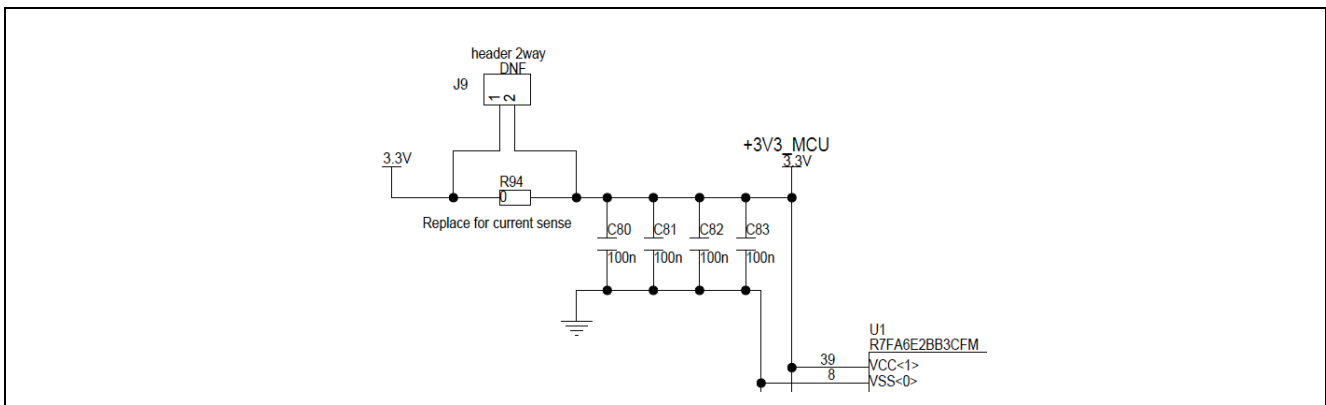 header 2way
DNF
J9
1
2
+3V3_MCU
3.3V
3.3V
R94
0
Replace for current sense
C80
C81
C82
C83
100n
100n
100n
100n
U1
R7FA6E2BB3CFM
39
VCC<1>
8
VSS<0>